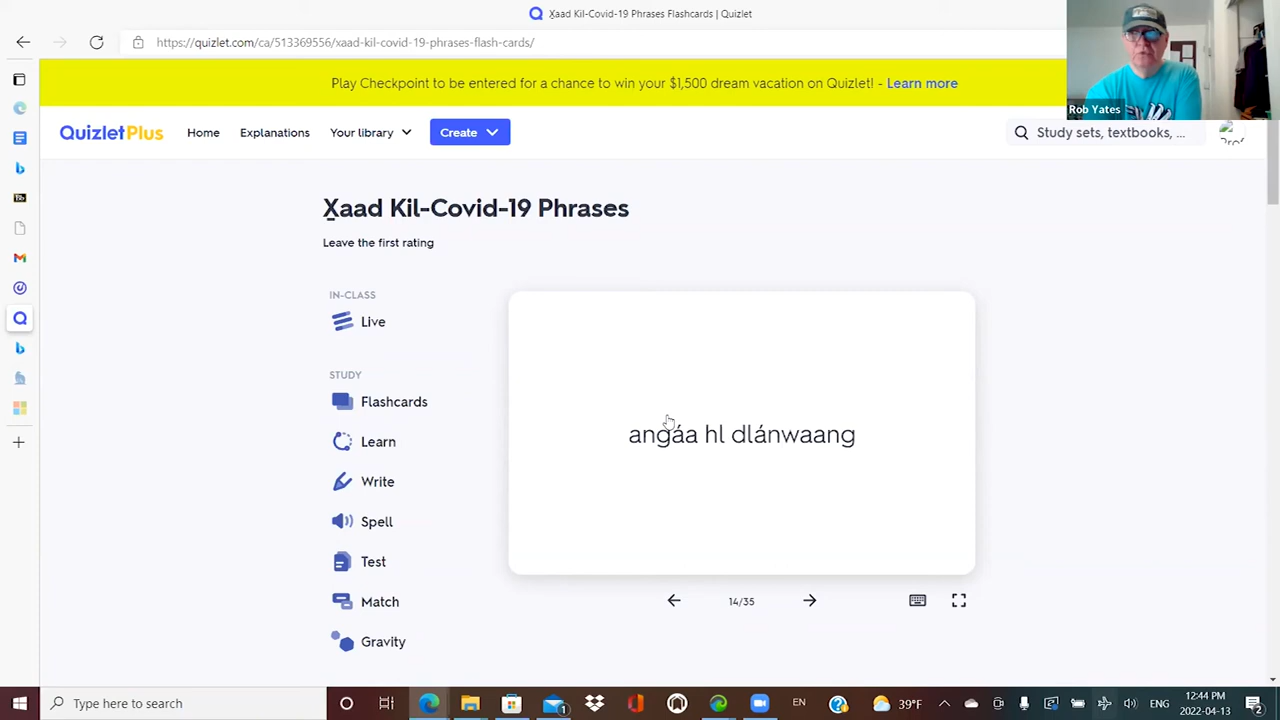 X̱aad Kil-Covid-19 Phrases Flashcards | Quizlet
https://quizlet.com/ca/513369556/xaad-kil-covid-19-phrases-flash-cards/
Rob Yates
Play Checkpoint to be entered for a chance to win your $1,500 dream vacation on Quizlet! - Learn more
QuizletPlus Home Explanations Your library Create Study sets, textbooks, ...
X̱aad Kil-Covid-19 Phrases
Leave the first rating
IN-CLASS
Live
STUDY
Flashcards
Learn
Write
Spell
Test
Match
Gravity
angáa hl dlánwaang
14/35
Type here to search
EN
39°F
ENG
12:44 PM
2022-04-13
2